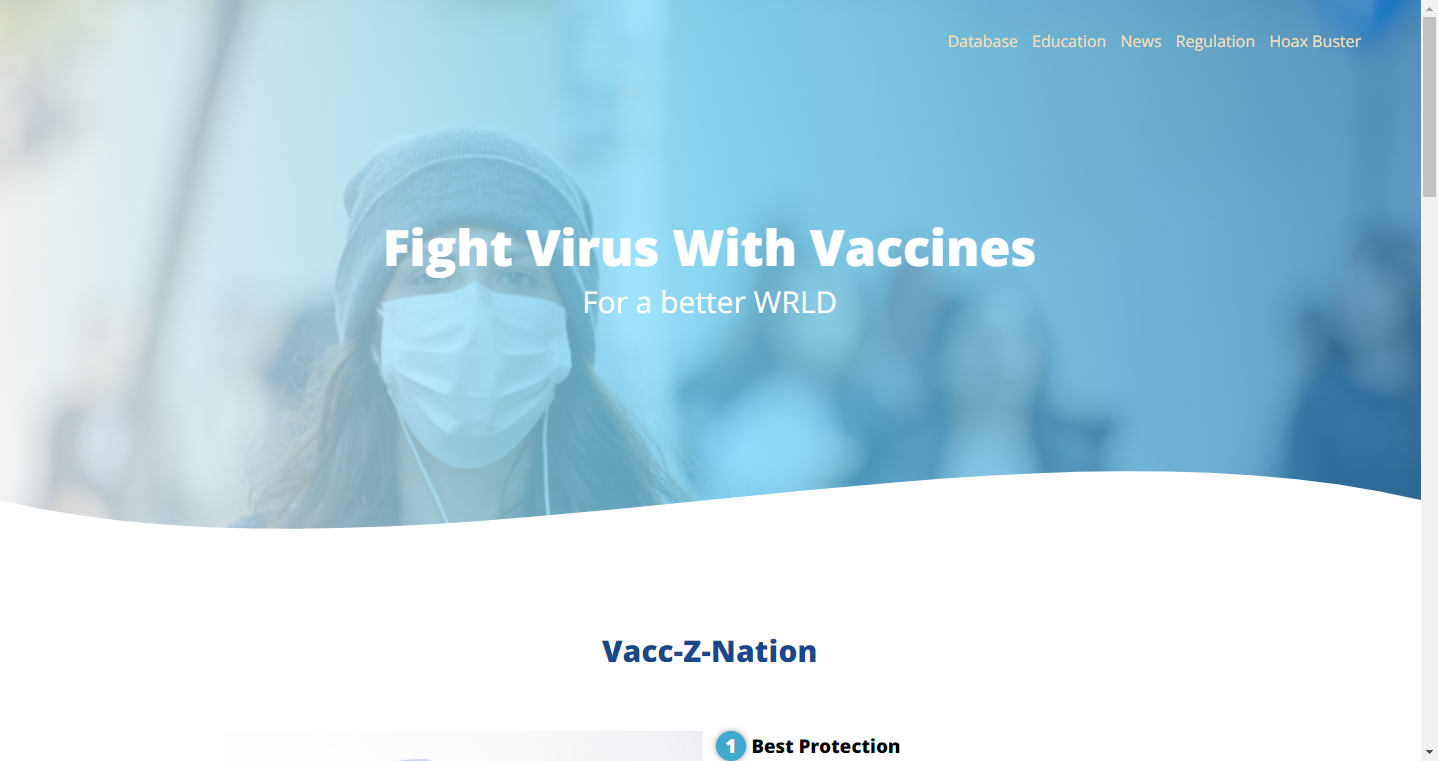 Database Education News Regulation Hoax Buster
Fight Virus With Vaccines
For a better WRLD
Vacc-Z-Nation
1 Best Protection